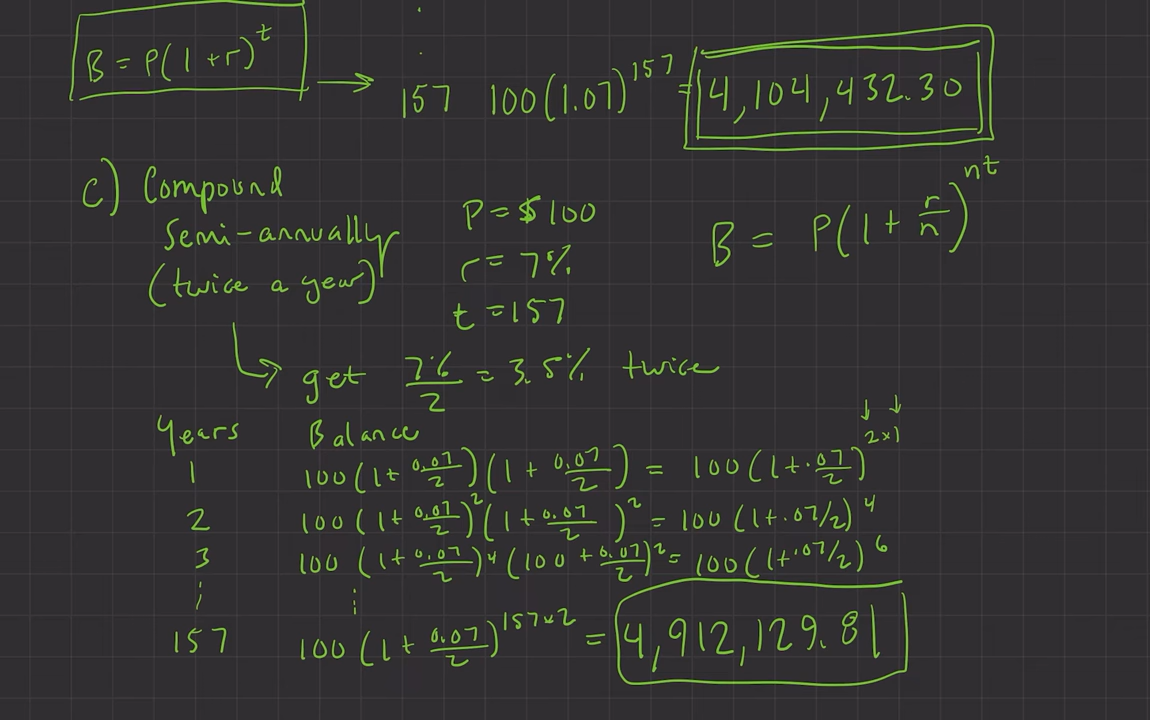 B = P(1+r)^t
→ 157 100(1.07)^157 = 4,104,432.30
c) Compound
Semi-annually
(twice a year)
P = $100
r = 7%
t = 157
B = P(1 + r/n)^nt
get 7%/2 = 3.5% twice
Years Balance
1 100(1+ 0.07/2)(1 + 0.07/2) = 100(1+.07/2)^2×1
2 100(1+ 0.07/2)^2(1+0.07/2)^2 = 100(1+.07/2)^4
3 100(1+0.07/2)^4(100+0.07/2)^2 = 100(1+.07/2)^6
⋮ ⋮
157 100(1+ 0.07/2)^157×2 = 4,912,129.81